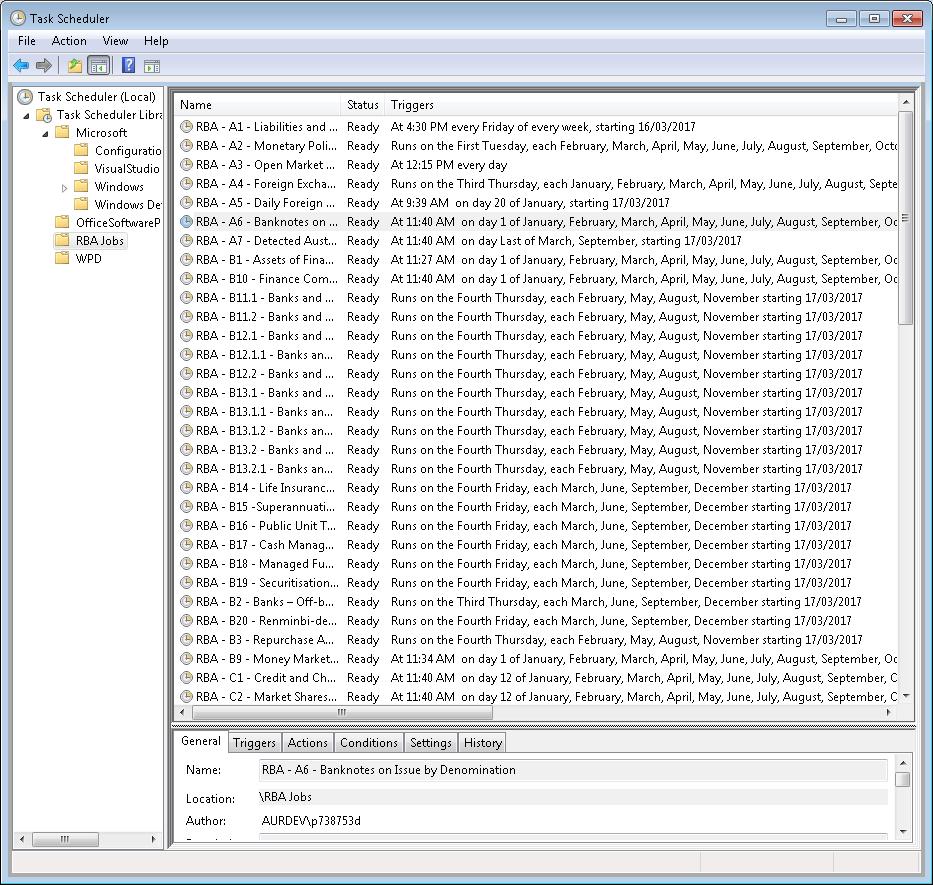 Task Scheduler
File Action View Help
Task Scheduler (Local)
Task Scheduler Libra
Microsoft
Configuratio
VisualStudio
Windows
Windows De
OfficeSoftwareP
RBA Jobs
WPD
Name Status Triggers
RBA - A1 - Liabilities and ... Ready At 4:30 PM every Friday of every week, starting 16/03/2017
RBA - A2 - Monetary Poli... Ready Runs on the First Tuesday, each February, March, April, May, June, July, August, September, Octo
RBA - A3 - Open Market ... Ready At 12:15 PM every day
RBA - A4 - Foreign Excha... Ready Runs on the Third Thursday, each January, February, March, April, May, June, July, August, Septe
RBA - A5 - Daily Foreign ... Ready At 9:39 AM on day 20 of January, starting 17/03/2017
RBA - A6 - Banknotes on ... Ready At 11:40 AM on day 1 of January, February, March, April, May, June, July, August, September, Oc
RBA - A7 - Detected Aust... Ready At 11:40 AM on day Last of March, September, starting 17/03/2017
RBA - B1 - Assets of Fina... Ready At 11:27 AM on day 1 of January, February, March, April, May, June, July, August, September, Oc
RBA - B10 - Finance Com... Ready At 11:40 AM on day 1 of January, February, March, April, May, June, July, August, September, Oc
RBA - B11.1 - Banks and ... Ready Runs on the Fourth Thursday, each February, May, August, November starting 17/03/2017
RBA - B11.2 - Banks and ... Ready Runs on the Fourth Thursday, each February, May, August, November starting 17/03/2017
RBA - B12.1 - Banks and ... Ready Runs on the Fourth Thursday, each February, May, August, November starting 17/03/2017
RBA - B12.1.1 - Banks an... Ready Runs on the Fourth Thursday, each February, May, August, November starting 17/03/2017
RBA - B12.2 - Banks and ... Ready Runs on the Fourth Thursday, each February, May, August, November starting 17/03/2017
RBA - B13.1 - Banks and ... Ready Runs on the Fourth Thursday, each February, May, August, November starting 17/03/2017
RBA - B13.1.1 - Banks an... Ready Runs on the Fourth Thursday, each February, May, August, November starting 17/03/2017
RBA - B13.1.2 - Banks an... Ready Runs on the Fourth Thursday, each February, May, August, November starting 17/03/2017
RBA - B13.2 - Banks and ... Ready Runs on the Fourth Thursday, each February, May, August, November starting 17/03/2017
RBA - B13.2.1 - Banks an... Ready Runs on the Fourth Thursday, each February, May, August, November starting 17/03/2017
RBA - B14 - Life Insuranc... Ready Runs on the Fourth Friday, each March, June, September, December starting 17/03/2017
RBA - B15 -Superannuati... Ready Runs on the Fourth Friday, each March, June, September, December starting 17/03/2017
RBA - B16 - Public Unit T... Ready Runs on the Fourth Friday, each March, June, September, December starting 17/03/2017
RBA - B17 - Cash Manag... Ready Runs on the Fourth Friday, each March, June, September, December starting 17/03/2017
RBA - B18 - Managed Fu... Ready Runs on the Fourth Friday, each March, June, September, December starting 17/03/2017
RBA - B19 - Securitisation... Ready Runs on the Fourth Friday, each March, June, September, December starting 17/03/2017
RBA - B2 - Banks – Off-b... Ready Runs on the Third Thursday, each March, June, September, December starting 17/03/2017
RBA - B20 - Renminbi-de... Ready Runs on the Fourth Friday, each March, June, September, December starting 17/03/2017
RBA - B3 - Repurchase A... Ready Runs on the Fourth Thursday, each February, May, August, November starting 17/03/2017
RBA - B9 - Money Market... Ready At 11:34 AM on day 1 of January, February, March, April, May, June, July, August, September, Oc
RBA - C1 - Credit and Ch... Ready At 11:40 AM on day 12 of January, February, March, April, May, June, July, August, September, C
RBA - C2 - Market Shares... Ready At 11:40 AM on day 12 of January, February, March, April, May, June, July, August, September, C
General Triggers Actions Conditions Settings History
Name: RBA - A6 - Banknotes on Issue by Denomination
Location: \RBA Jobs
Author: AURDEV\p738753d